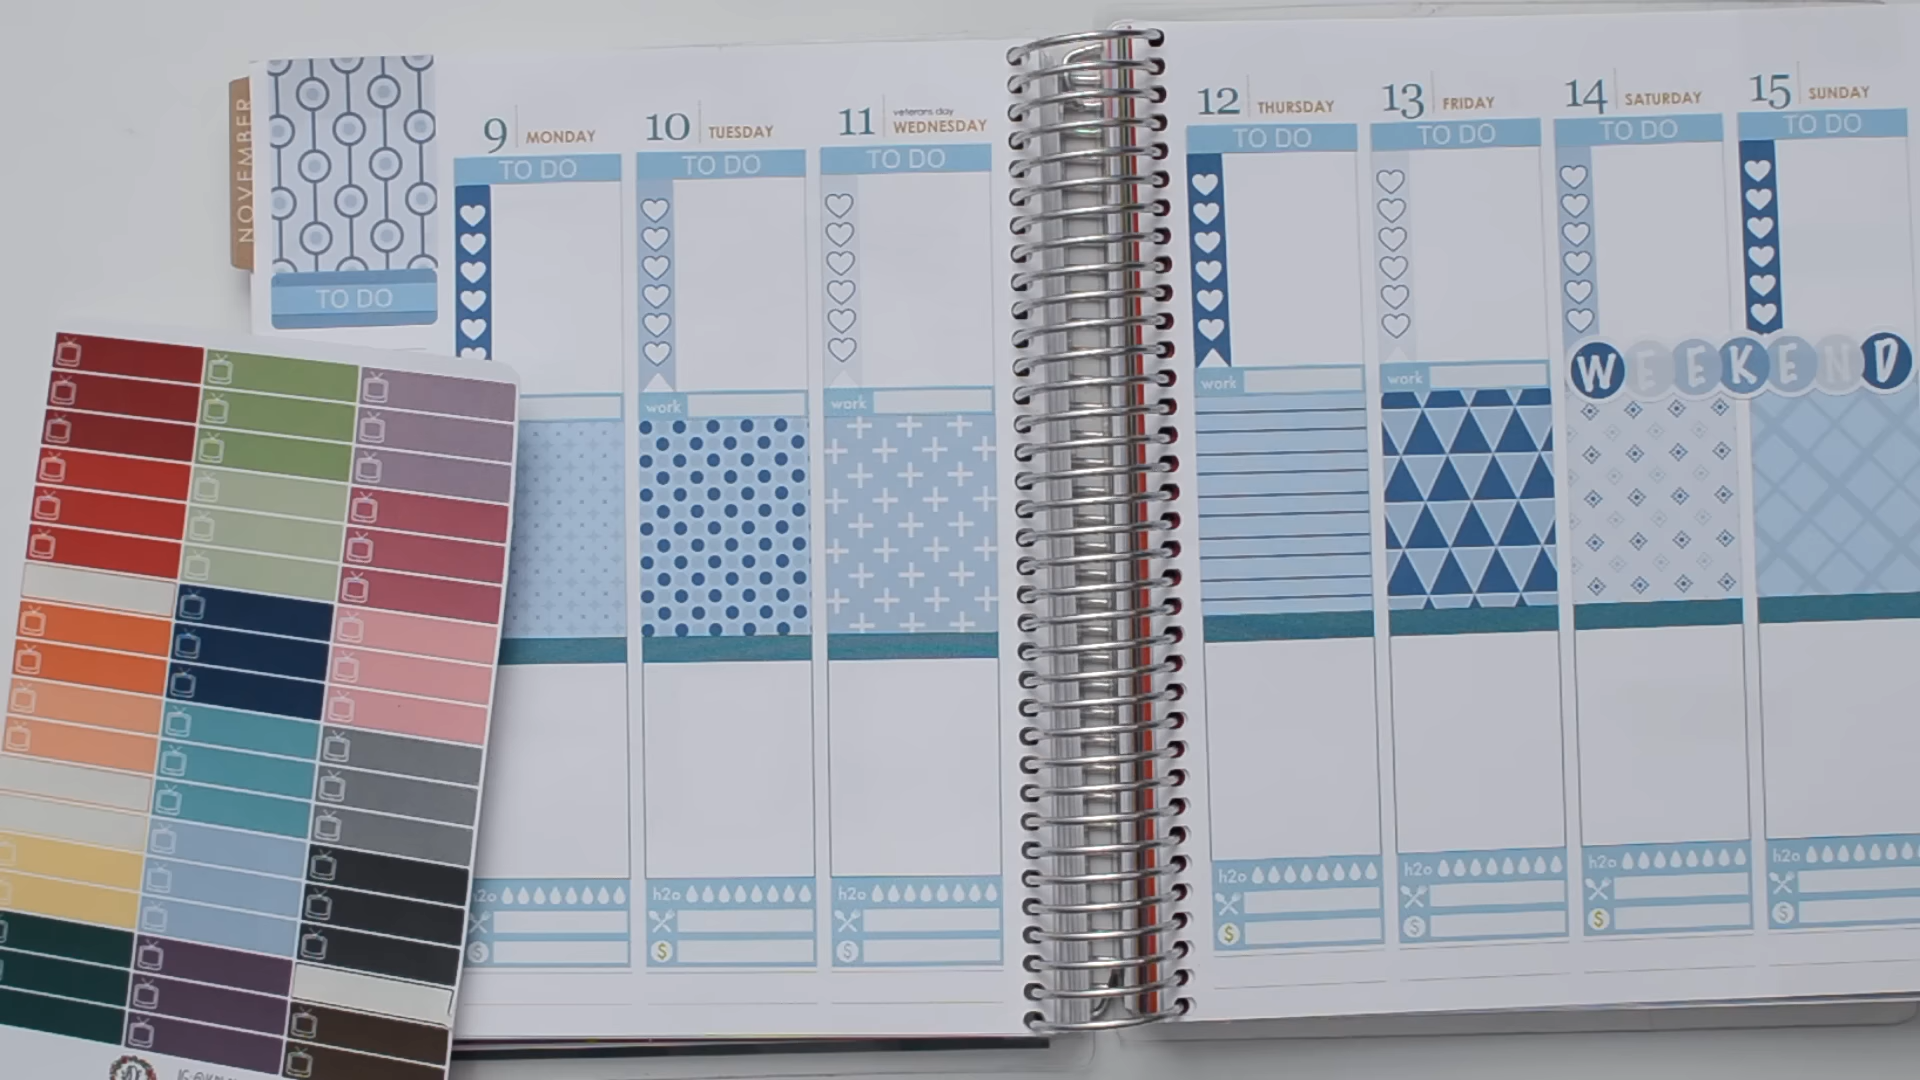 NOVEMBER
TO DO
9 MONDAY
10 TUESDAY
veterans day
11 WEDNESDAY
12 THURSDAY
13 FRIDAY
14 SATURDAY
15 SUNDAY
TO DO
TO DO
TO DO
TO DO
TO DO
TO DO
TO DO
WEEKEND
work
work
work
work
h2o
h2o
h2o
h2o
h2o
h2o
h2o
$
$
$
$
$
$
$